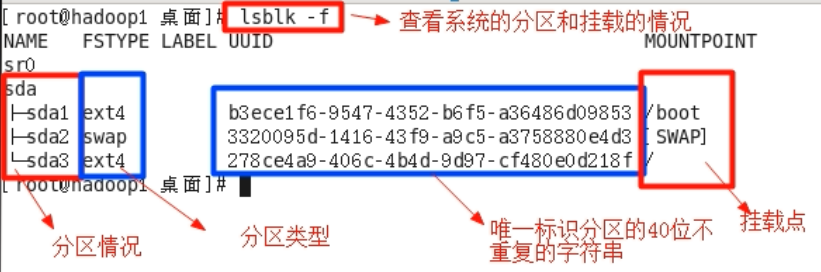 [root@hadoop1 桌面]# lsblk -f
查看系统的分区和挂载的情况
NAME FSTYPE LABEL UUID MOUNTPOINT
sr0
sda
├─sda1 ext4 b3ece1f6-9547-4352-b6f5-a36486d09853 /boot
├─sda2 swap 3320095d-1416-43f9-a9c5-a3758880e4d3 [SWAP]
└─sda3 ext4 278ce4a9-406c-4b4d-9d97-cf480e0d218f /
[root@hadoop1 桌面]#
分区情况
分区类型
唯一标识分区的40位不
重复的字符串
挂载点